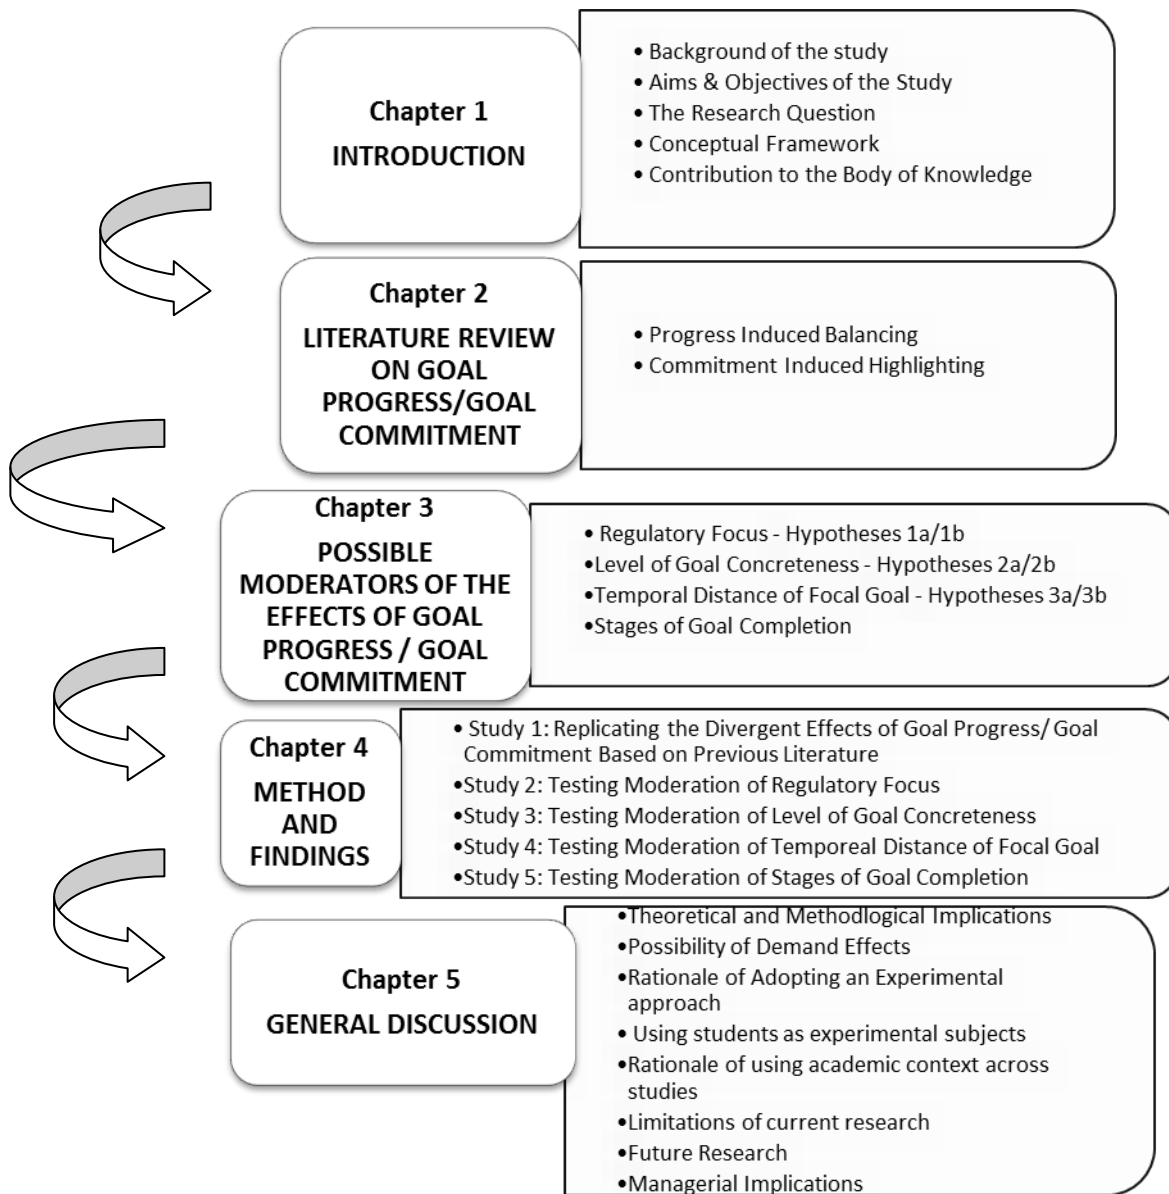 Chapter 1
INTRODUCTION
• Background of the study
• Aims & Objectives of the Study
• The Research Question
• Conceptual Framework
• Contribution to the Body of Knowledge
Chapter 2
LITERATURE REVIEW
ON GOAL
PROGRESS/GOAL
COMMITMENT
• Progress Induced Balancing
• Commitment Induced Highlighting
Chapter 3
POSSIBLE
MODERATORS OF THE
EFFECTS OF GOAL
PROGRESS / GOAL
COMMITMENT
• Regulatory Focus - Hypotheses 1a/1b
•Level of Goal Concreteness - Hypotheses 2a/2b
•Temporal Distance of Focal Goal - Hypotheses 3a/3b
•Stages of Goal Completion
Chapter 4
METHOD
AND
FINDINGS
• Study 1: Replicating the Divergent Effects of Goal Progress/ Goal
Commitment Based on Previous Literature
•Study 2: Testing Moderation of Regulatory Focus
•Study 3: Testing Moderation of Level of Goal Concreteness
•Study 4: Testing Moderation of Temporeal Distance of Focal Goal
•Study 5: Testing Moderation of Stages of Goal Completion
Chapter 5
GENERAL DISCUSSION
•Theoretical and Methodlogical Implications
•Possibility of Demand Effects
•Rationale of Adopting an Experimental
approach
• Using students as experimental subjects
•Rationale of using academic context across
studies
•Limitations of current research
•Future Research
•Managerial Implications